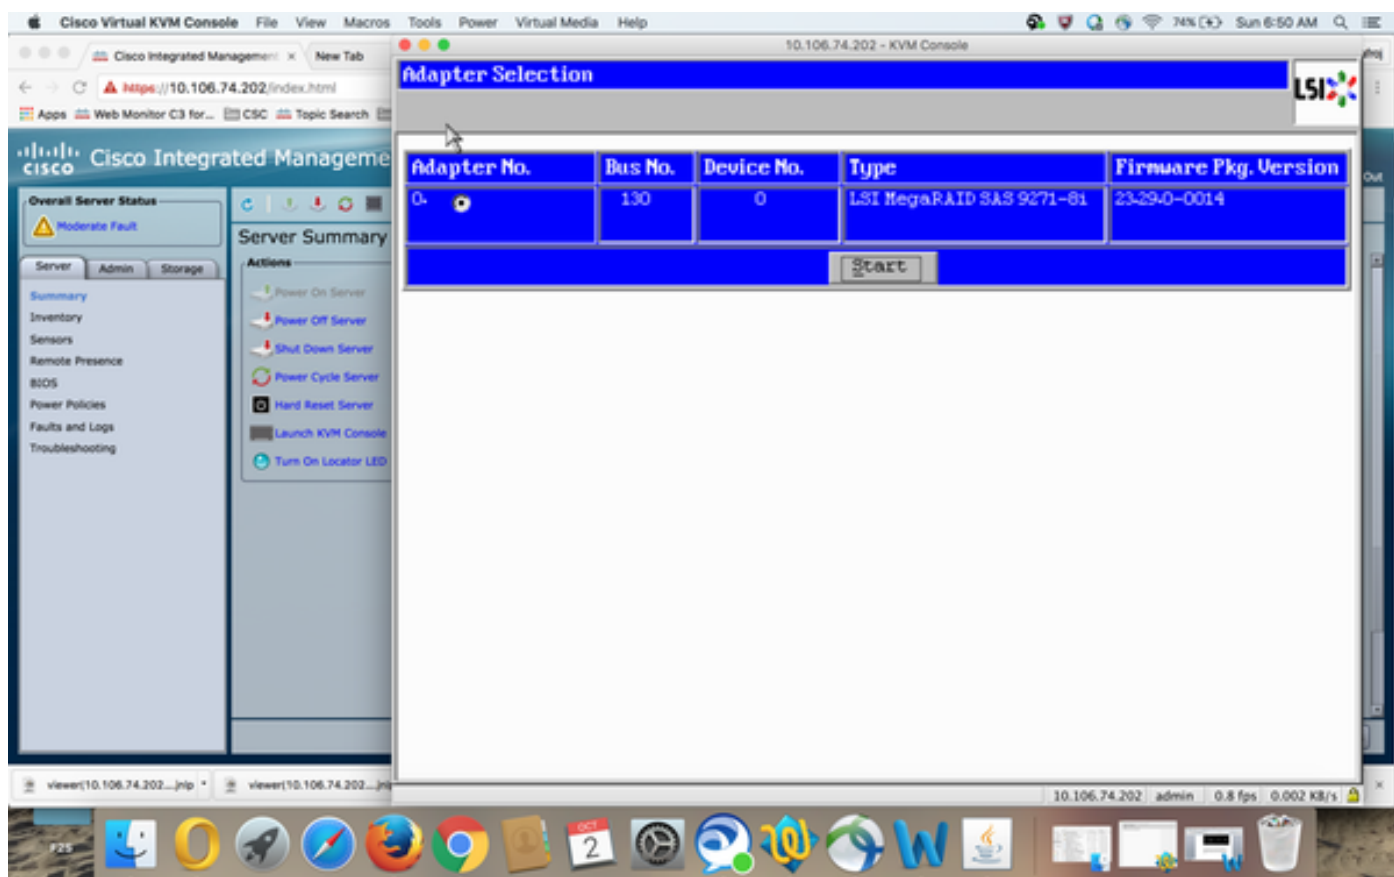 Cisco Virtual KVM Console File View Macros Tools Power Virtual Media Help 74% Sun 6:50 AM
Cisco Integrated Management × New Tab
10.106.74.202 - KVM Console
https://10.106.74.202/index.html
Apps Web Monitor C3 for... CSC Topic Search
Adapter Selection
LSI
cisco Cisco Integrated Manageme
Out
Overall Server Status
Moderate Fault
Server Admin Storage
Summary
Inventory
Sensors
Remote Presence
BIOS
Power Policies
Faults and Logs
Troubleshooting
Server Summary
Actions
Power On Server
Power Off Server
Shut Down Server
Power Cycle Server
Hard Reset Server
Launch KVM Console
Turn On Locator LED
Adapter No. Bus No. Device No. Type Firmware Pkg. Version
0. 130 0 LSI MegaRAID SAS 9271-8i 23.29.0-0014
Start
viewer(10.106.74.202....jnlp viewer(10.106.74.202....jnlp
10.106.74.202 admin 0.8 fps 0.002 KB/s
OCT
2